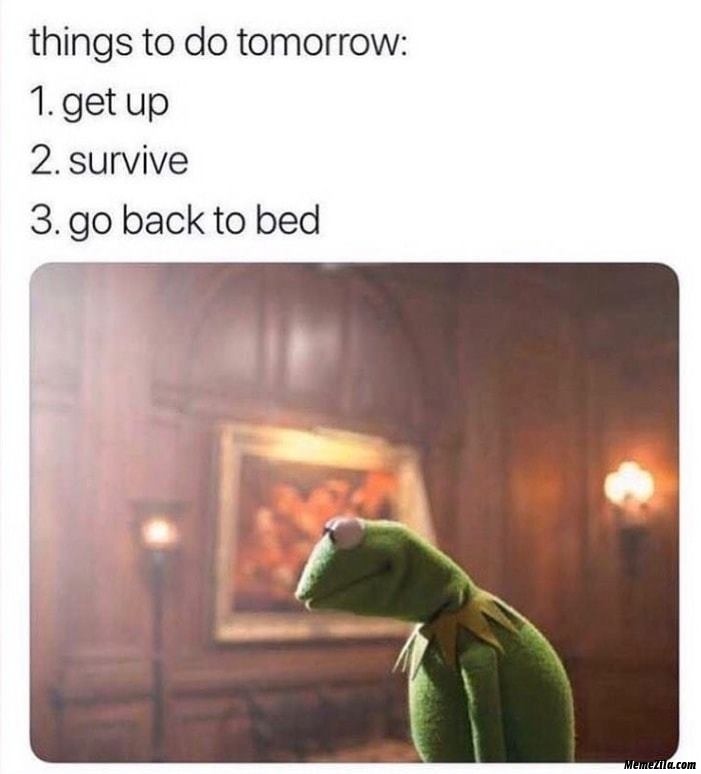 things to do tomorrow:
1. get up
2. survive
3. go back to bed
MemeZila.com